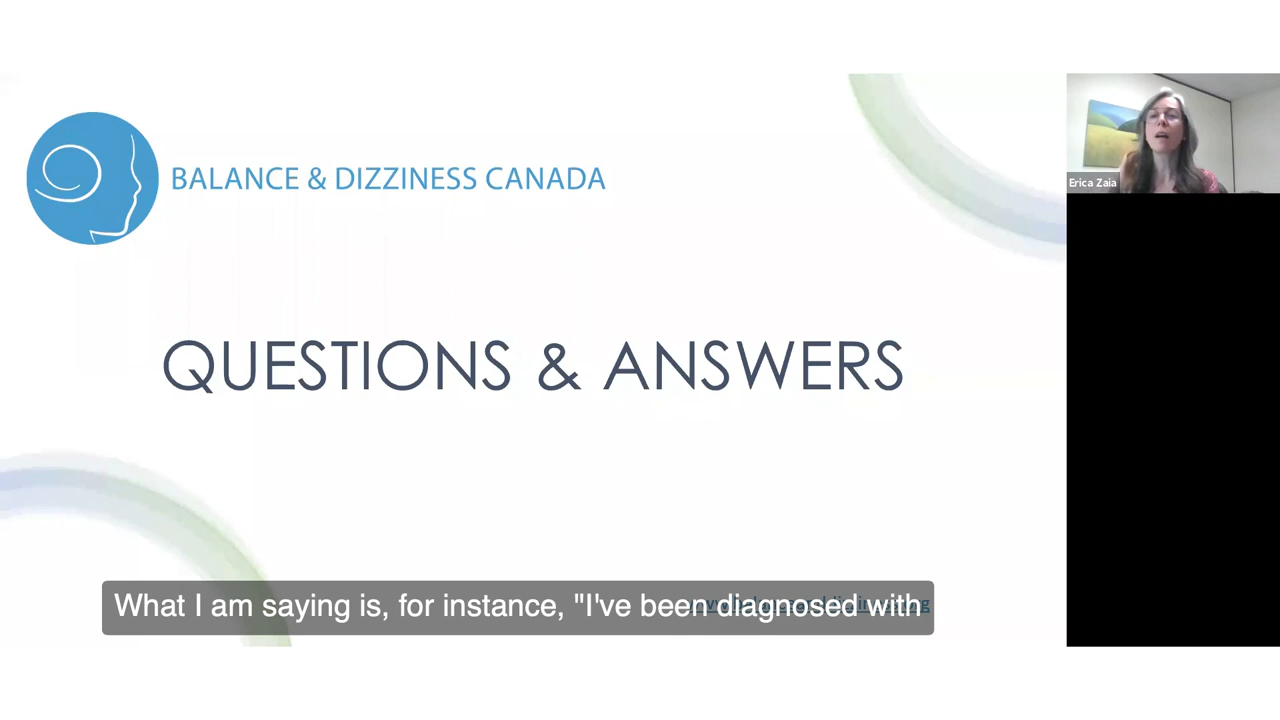 BALANCE & DIZZINESS CANADA
Erica Zaia
QUESTIONS & ANSWERS
What I am saying is, for instance, "I've been diagnosed with